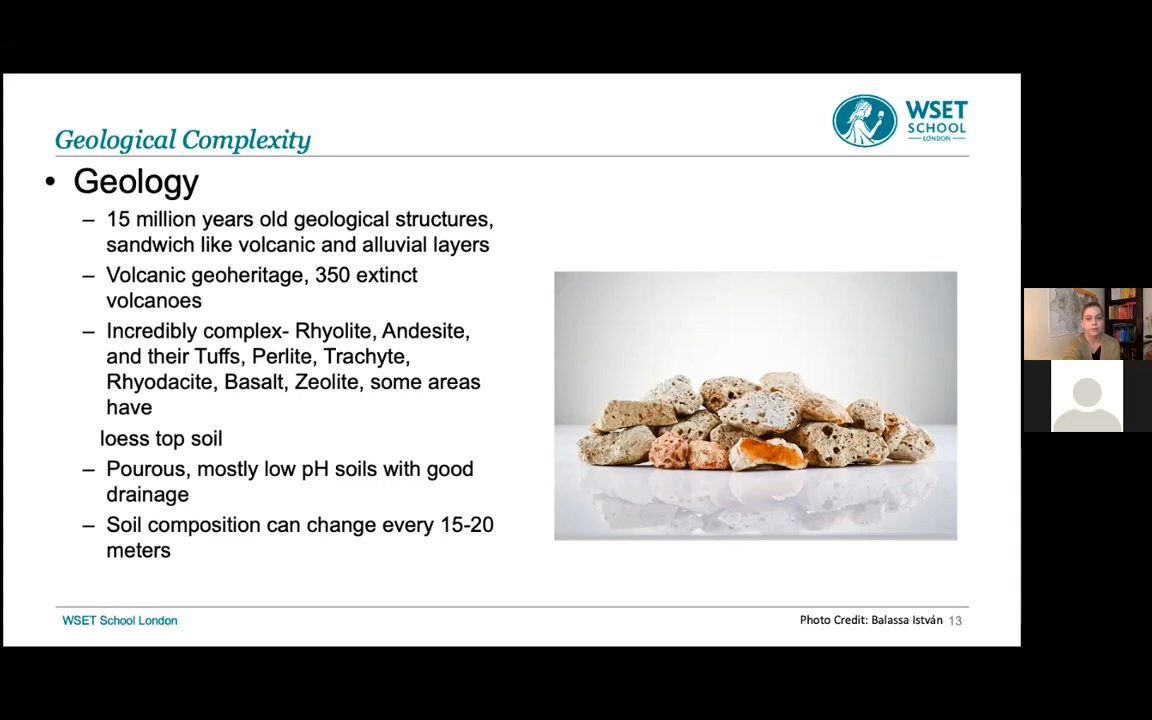 WSET
SCHOOL
LONDON
Geological Complexity
• Geology
– 15 million years old geological structures,
sandwich like volcanic and alluvial layers
– Volcanic geoheritage, 350 extinct
volcanoes
– Incredibly complex- Rhyolite, Andesite,
and their Tuffs, Perlite, Trachyte,
Rhyodacite, Basalt, Zeolite, some areas
have
loess top soil
– Pourous, mostly low pH soils with good
drainage
– Soil composition can change every 15-20
meters
WSET School London
Photo Credit: Balassa István 13